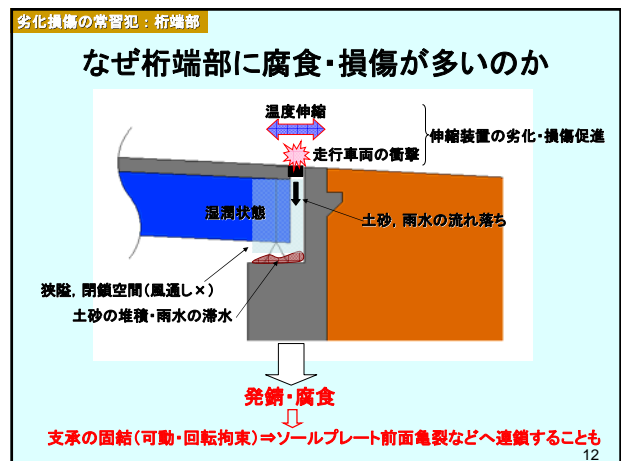 劣化損傷の常習犯：桁端部
なぜ桁端部に腐食・損傷が多いのか
温度伸縮
走行車両の衝撃
伸縮装置の劣化・損傷促進
湿潤状態
土砂，雨水の流れ落ち
狭隘，閉鎖空間（風通し×）
土砂の堆積・雨水の滞水
発錆・腐食
支承の固結（可動・回転拘束）⇒ソールプレート前面亀裂などへ連鎖することも
12